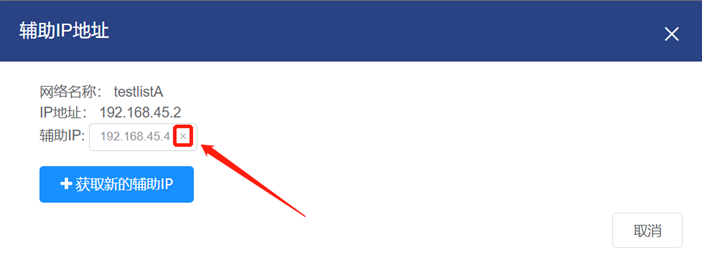 辅助IP地址
网络名称： testlistA
IP地址： 192.168.45.2
辅助IP: 192.168.45.4 ×
+ 获取新的辅助IP
取消